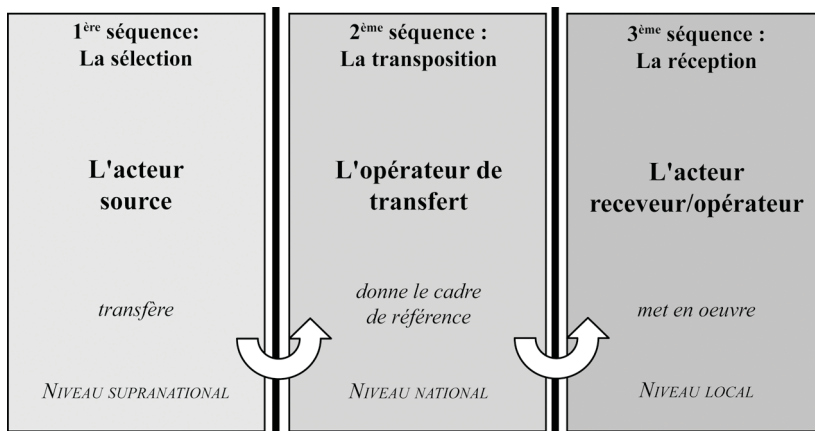 1ère séquence:
La sélection
L'acteur
source
transfère
NIVEAU SUPRANATIONAL
2ème séquence :
La transposition
L'opérateur de
transfert
donne le cadre
de référence
NIVEAU NATIONAL
3ème séquence :
La réception
L'acteur
receveur/opérateur
met en oeuvre
NIVEAU LOCAL